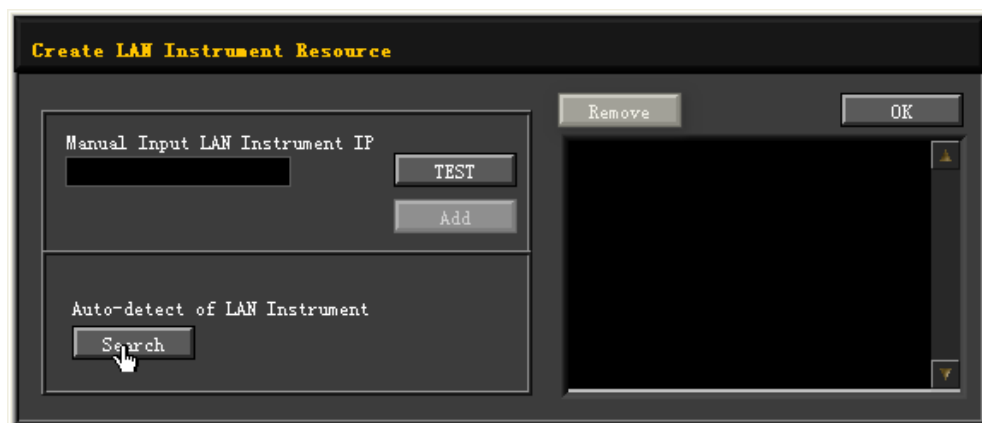 Create LAN Instrument Resource
Remove
OK
Manual Input LAN Instrument IP
TEST
Add
Auto-detect of LAN Instrument
Search